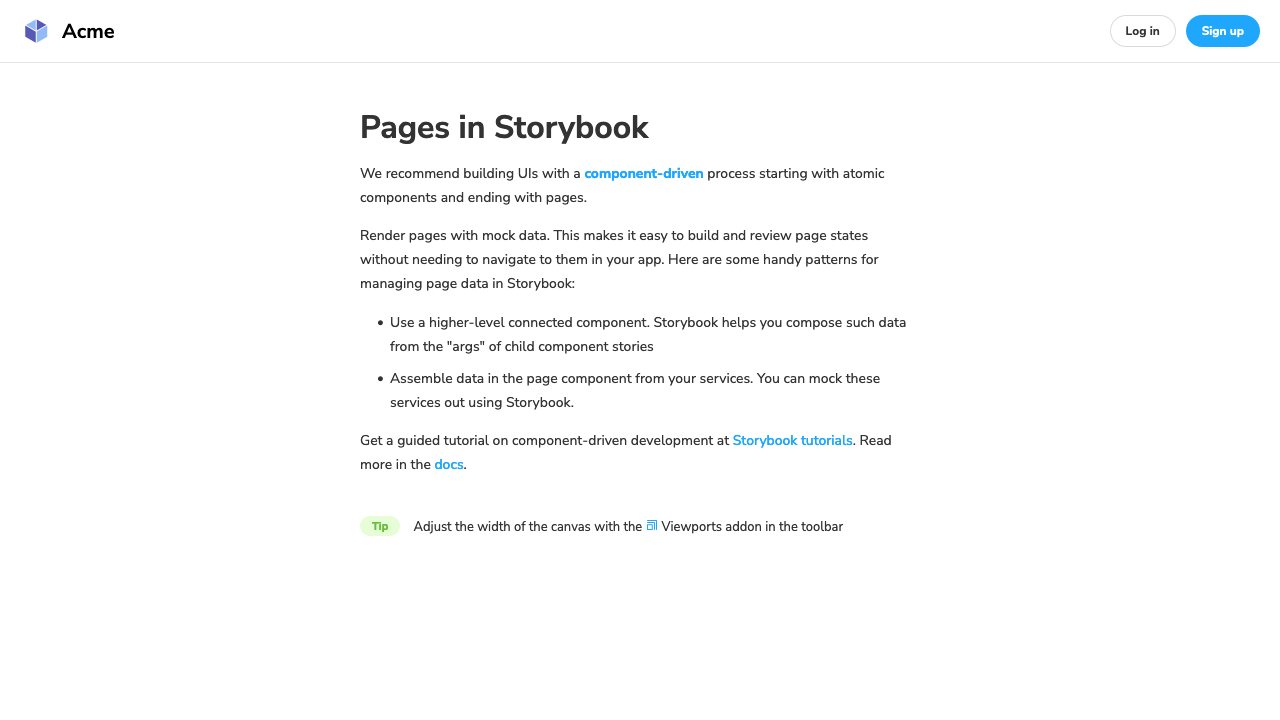 Acme
Log in
Sign up
Pages in Storybook
We recommend building UIs with a component-driven process starting with atomic
components and ending with pages.
Render pages with mock data. This makes it easy to build and review page states
without needing to navigate to them in your app. Here are some handy patterns for
managing page data in Storybook:
• Use a higher-level connected component. Storybook helps you compose such data
from the "args" of child component stories
• Assemble data in the page component from your services. You can mock these
services out using Storybook.
Get a guided tutorial on component-driven development at Storybook tutorials. Read
more in the docs.
Tip Adjust the width of the canvas with the Viewports addon in the toolbar